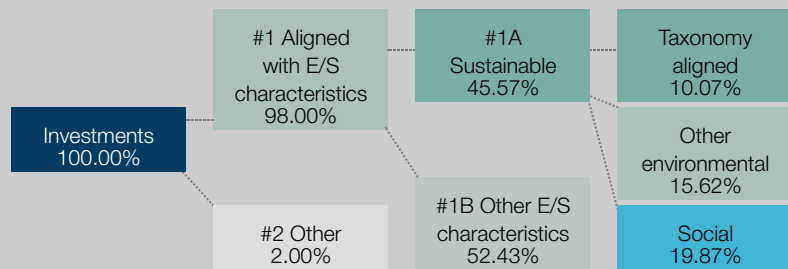 Investments
100.00%
#1 Aligned
with E/S
characteristics
98.00%
#2 Other
2.00%
#1A
Sustainable
45.57%
#1B Other E/S
characteristics
52.43%
Taxonomy
aligned
10.07%
Other
environmental
15.62%
Social
19.87%